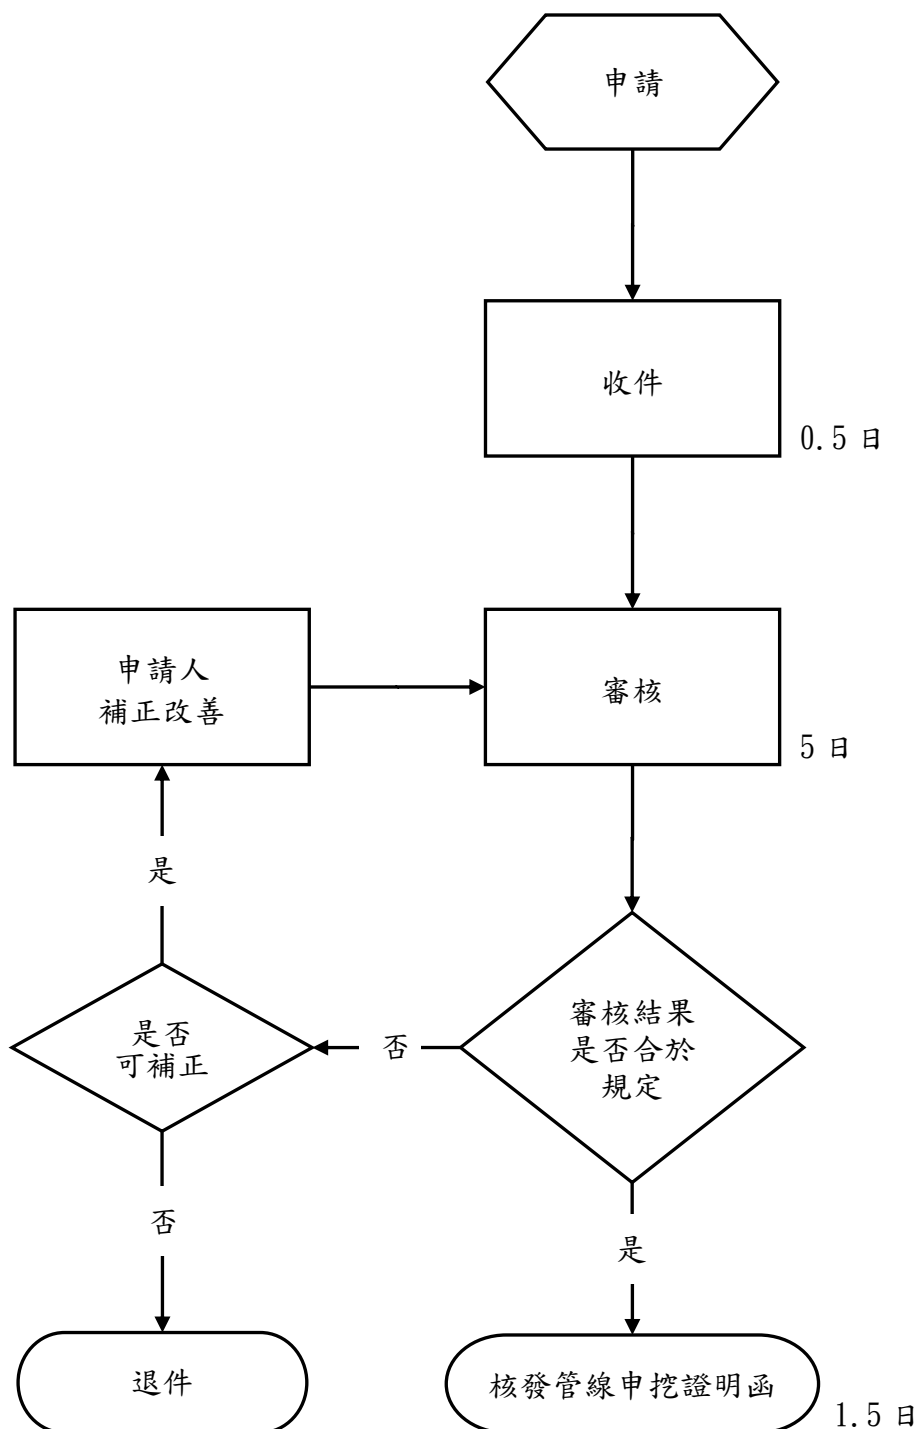 申請
收件
0.5 日
申請人
補正改善
審核
5 日
是
審核結果
是否合於
規定
是否
可補正
否
否
是
退件
核發管線申挖證明函
1.5 日